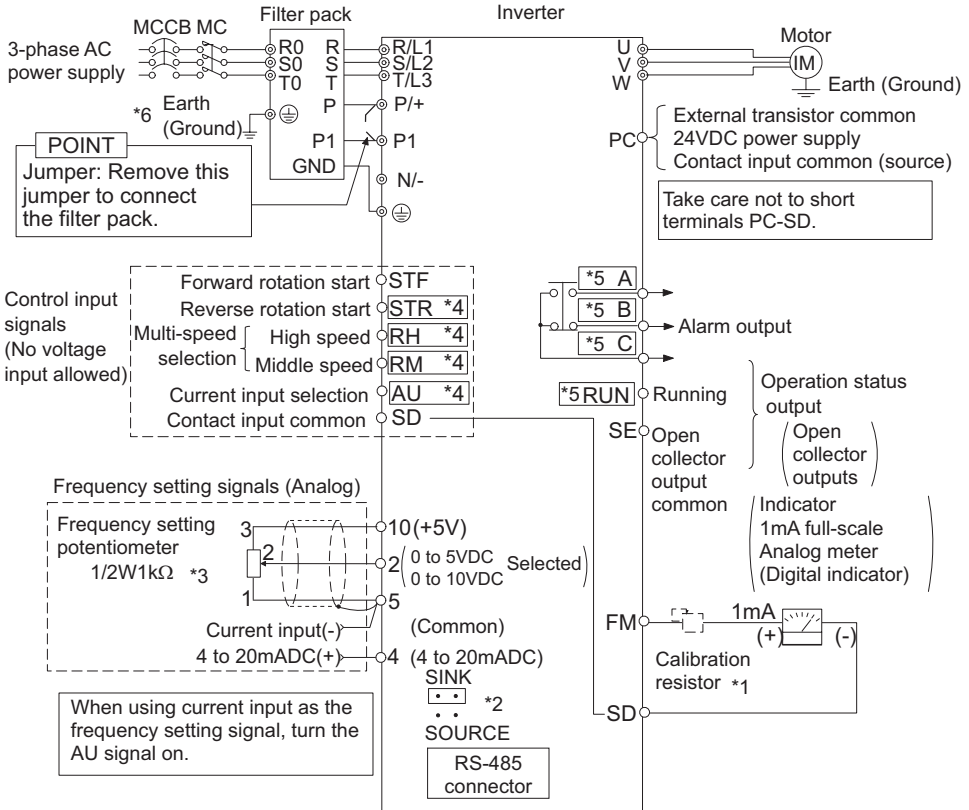 Filter pack
Inverter
MCCB MC
3-phase AC
power supply
R0
S0
T0
R
S
T
P
P1
GND
R/L1
S/L2
T/L3
P/+
P1
N/-
*6
Earth
(Ground)
POINT
Jumper: Remove this
jumper to connect
the filter pack.
U
V
W
Motor
IM
Earth (Ground)
PC
External transistor common
24VDC power supply
Contact input common (source)
Take care not to short
terminals PC-SD.
Control input
signals
(No voltage
input allowed)
Forward rotation start
STF
Reverse rotation start
STR *4
Multi-speed
selection
High speed
RH *4
Middle speed
RM *4
Current input selection
AU *4
Contact input common
SD
*5 A
*5 B
*5 C
Alarm output
*5 RUN
Running
SE
Open
collector
output
common
Operation status
output
(Open
collector
outputs)
Frequency setting signals (Analog)
Frequency setting
potentiometer
1/2W1kΩ *3
3
2
1
10(+5V)
2
(0 to 5VDC
0 to 10VDC
Selected)
5
(Common)
Current input(-)
4 to 20mADC(+)
4
(4 to 20mADC)
(Indicator
1mA full-scale
Analog meter
(Digital indicator))
FM
1mA
(+)
(-)
Calibration
resistor *1
SD
SINK
*2
SOURCE
RS-485
connector
When using current input as the
frequency setting signal, turn the
AU signal on.